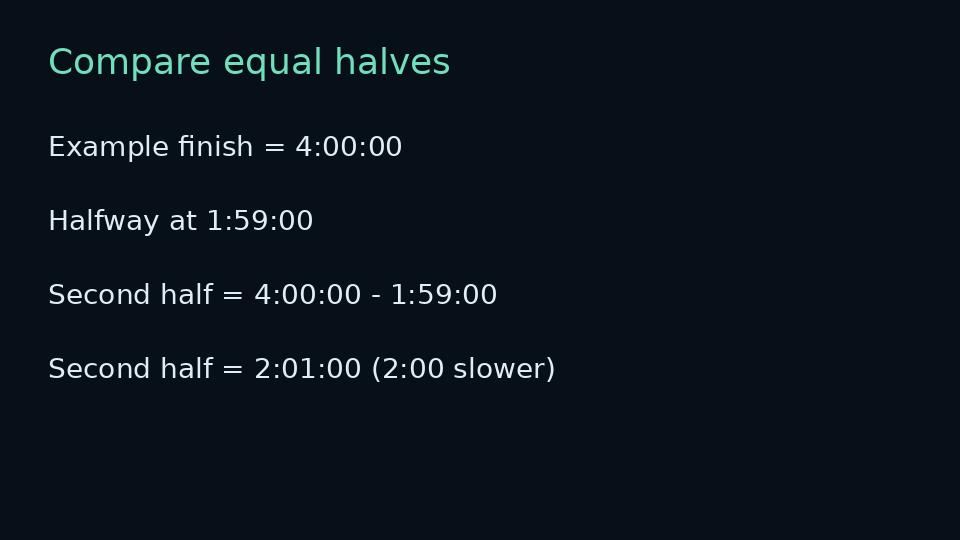 Compare equal halves
Example finish = 4:00:00
Halfway at 1:59:00
Second half = 4:00:00 - 1:59:00
Second half = 2:01:00 (2:00 slower)